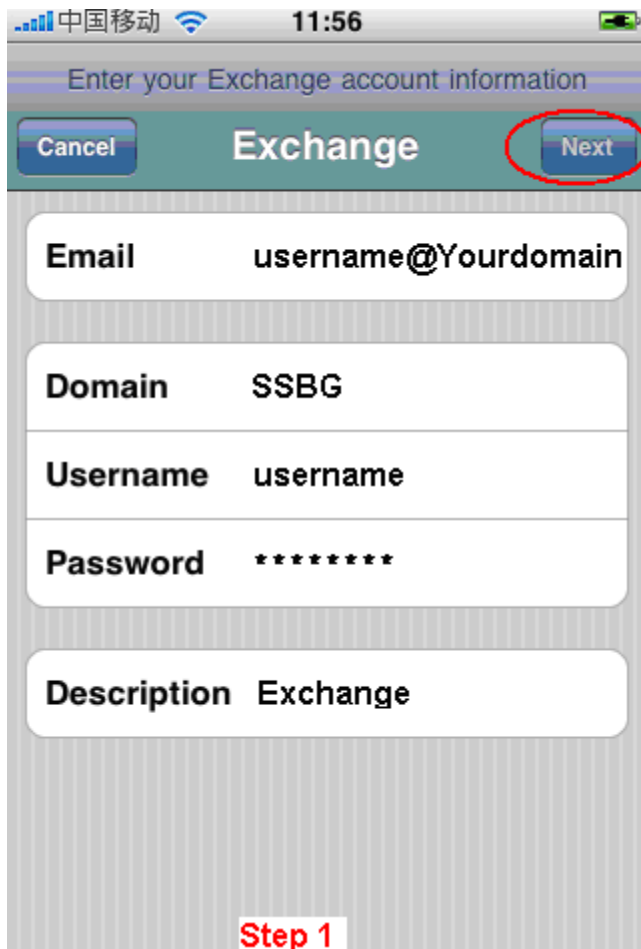 中国移动 11:56
Enter your Exchange account information
Cancel Exchange Next
Email username@Yourdomain
Domain SSBG
Username username
Password ********
Description Exchange
Step 1